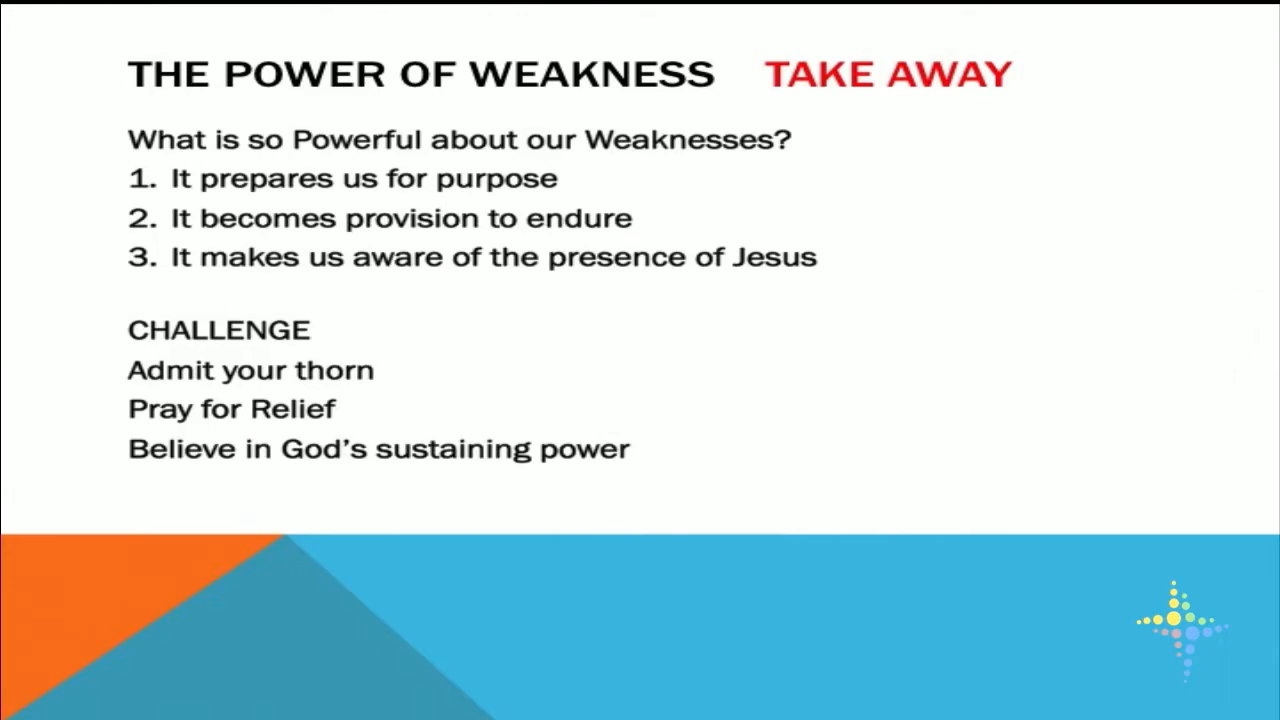 THE POWER OF WEAKNESS TAKE AWAY
What is so Powerful about our Weaknesses?
1. It prepares us for purpose
2. It becomes provision to endure
3. It makes us aware of the presence of Jesus
CHALLENGE
Admit your thorn
Pray for Relief
Believe in God’s sustaining power